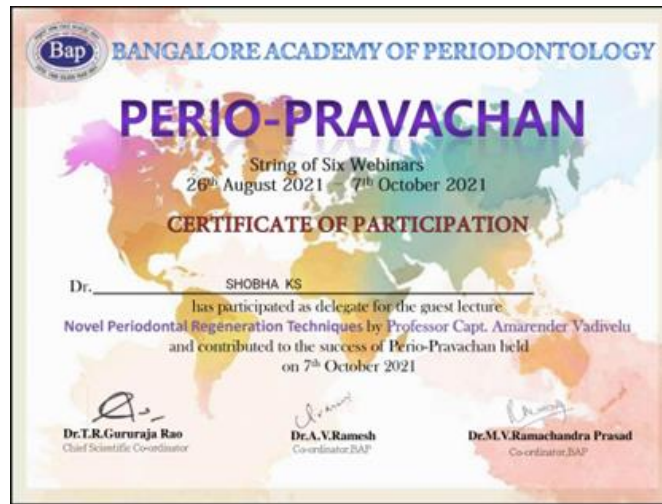 Bap
BANGALORE ACADEMY OF PERIODONTOLOGY
PERIO-PRAVACHAN
String of Six Webinars
26th August 2021 - 7th October 2021
CERTIFICATE OF PARTICIPATION
Dr. SHOBHA KS
has participated as delegate for the guest lecture
Novel Periodontal Regeneration Techniques by Professor Capt. Amarender Vadivelu
and contributed to the success of Perio-Pravachan held
on 7th October 2021
Dr.T.R.Gururaja Rao Dr.A.V.Ramesh Dr.M.V.Ramachandra Prasad
Chief Scientific Co-ordinator Co-ordinator,BAP Co-ordinator,BAP